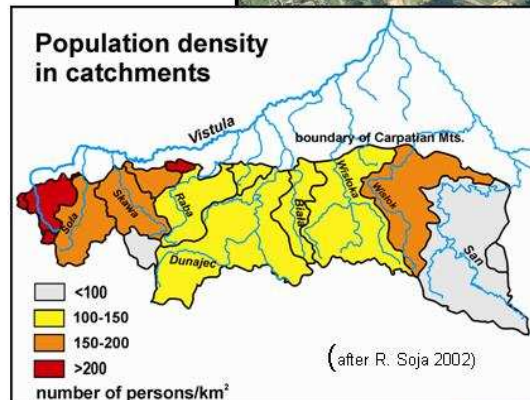 Population density
in catchments
Vistula
boundary of Carpatian Mts.
Soła
Skawa
Raba
Dunajec
Biała
Wisłoka
Wisłok
San
<100
100-150
150-200
>200
number of persons/km²
(after R. Soja 2002)